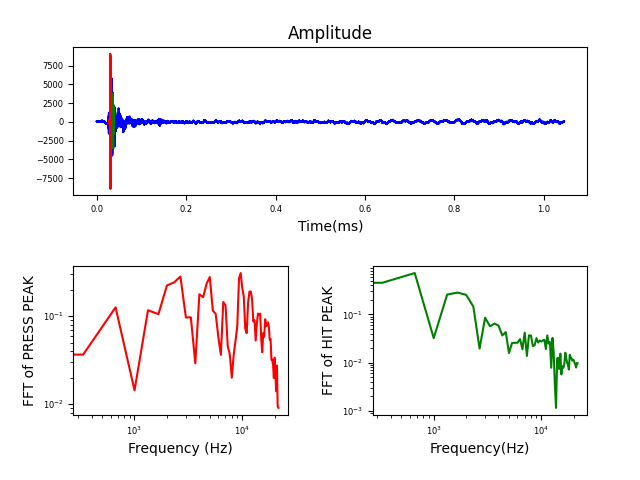 Amplitude
7500
5000
2500
0
−2500
−5000
−7500
0.0 0.2 0.4 0.6 0.8 1.0
Time(ms)
FFT of PRESS PEAK
10⁻¹
10⁻²
10³ 10⁴
Frequency (Hz)
FFT of HIT PEAK
10⁻¹
10⁻²
10⁻³
10³ 10⁴
Frequency(Hz)